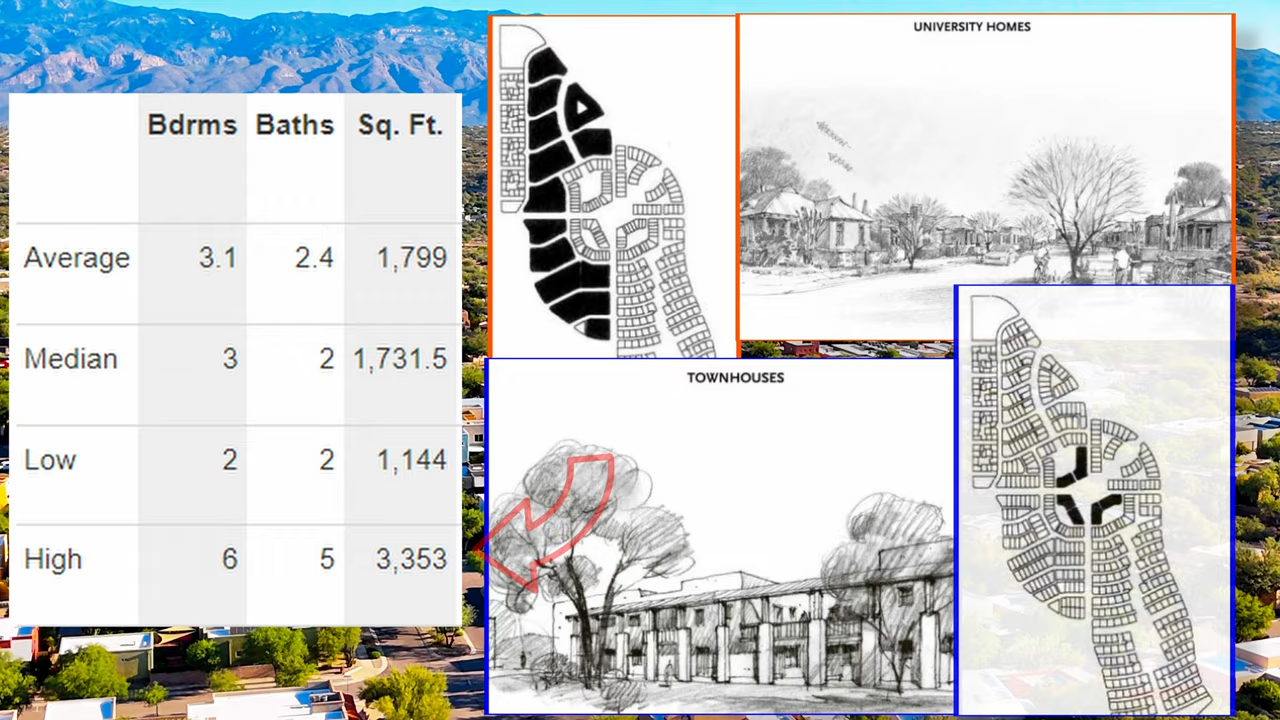 Bdrms Baths Sq. Ft.
Average 3.1 2.4 1,799
Median 3 2 1,731.5
Low 2 2 1,144
High 6 5 3,353
UNIVERSITY HOMES
TOWNHOUSES